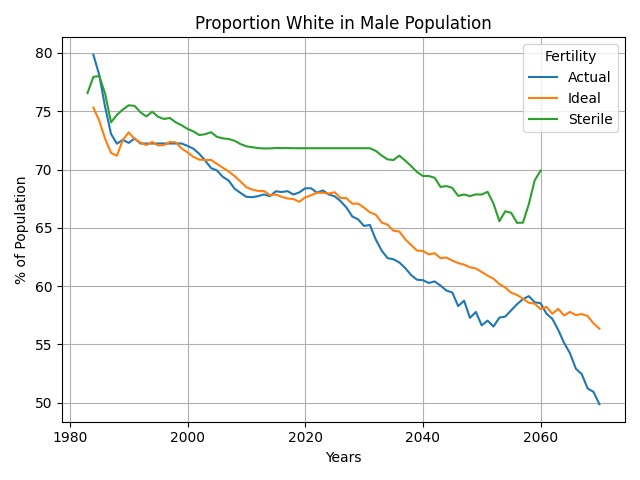 Proportion White in Male Population
80
75
70
65
60
55
50
% of Population
Fertility
Actual
Ideal
Sterile
1980
2000
2020
2040
2060
Years